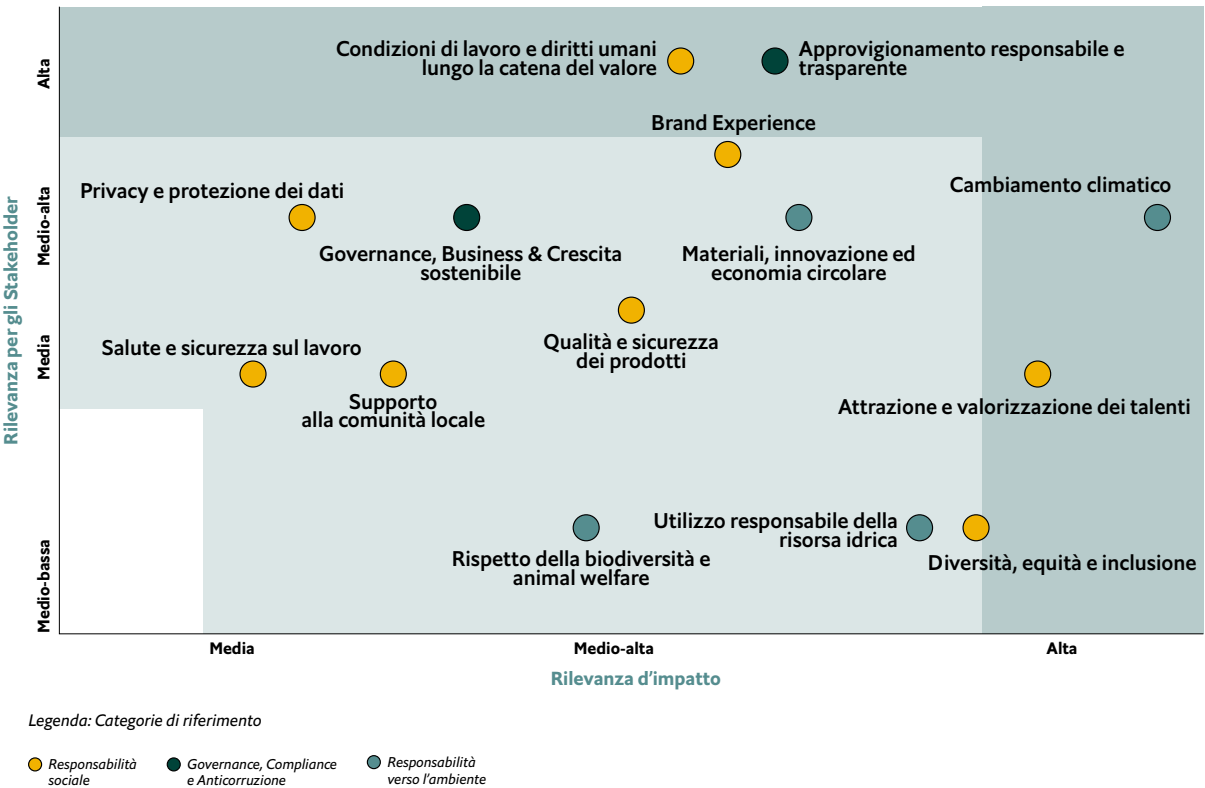 Rilevanza per gli Stakeholder
Alta
Medio-alta
Media
Medio-bassa
Condizioni di lavoro e diritti umani
lungo la catena del valore
Approvigionamento responsabile e
trasparente
Brand Experience
Privacy e protezione dei dati
Cambiamento climatico
Governance, Business & Crescita
sostenibile
Materiali, innovazione ed
economia circolare
Salute e sicurezza sul lavoro
Qualità e sicurezza
dei prodotti
Supporto
alla comunità locale
Attrazione e valorizzazione dei talenti
Utilizzo responsabile della
risorsa idrica
Rispetto della biodiversità e
animal welfare
Diversità, equità e inclusione
Media
Medio-alta
Alta
Rilevanza d’impatto
Legenda: Categorie di riferimento
Responsabilità
sociale
Governance, Compliance
e Anticorruzione
Responsabilità
verso l’ambiente